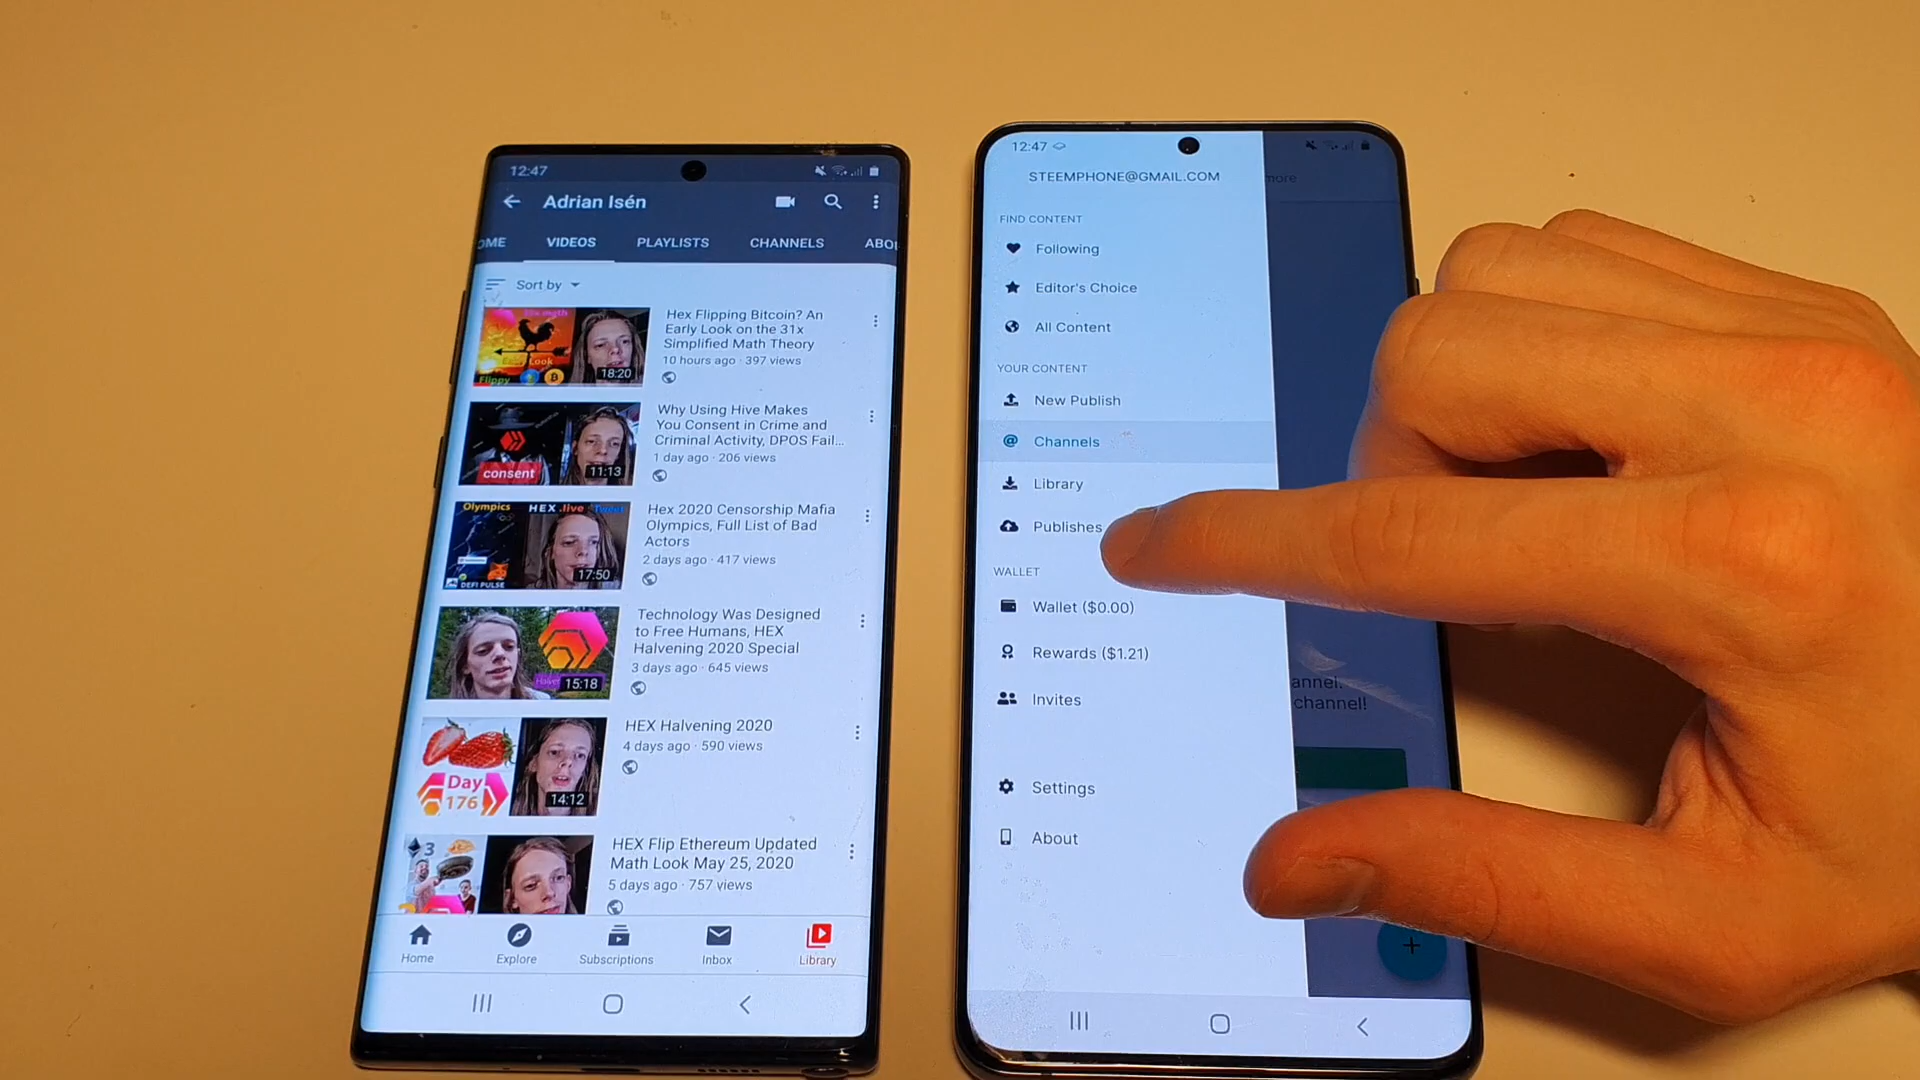 12:47
Adrian Isén
OME VIDEOS PLAYLISTS CHANNELS ABO
Sort by
18:20
Flippy
Look
Hex Flipping Bitcoin? An
Early Look on the 31x
Simplified Math Theory
10 hours ago · 397 views
consent
11:13
Why Using Hive Makes
You Consent in Crime and
Criminal Activity, DPOS Fail...
1 day ago · 206 views
Olympics HEX.live Tweet
DEFI PULSE
17:50
Hex 2020 Censorship Mafia
Olympics, Full List of Bad
Actors
2 days ago · 417 views
15:18
Technology Was Designed
to Free Humans, HEX
Halvening 2020 Special
3 days ago · 645 views
Day
176
14:12
HEX Halvening 2020
4 days ago · 590 views
3
HEX Flip Ethereum Updated
Math Look May 25, 2020
5 days ago · 757 views
Home Explore Subscriptions Inbox Library
12:47
STEEMPHONE@GMAIL.COM
more
FIND CONTENT
Following
Editor's Choice
All Content
YOUR CONTENT
New Publish
@ Channels
Library
Publishes
WALLET
Wallet ($0.00)
Rewards ($1.21)
Invites
Settings
About
annel.
channel!
+